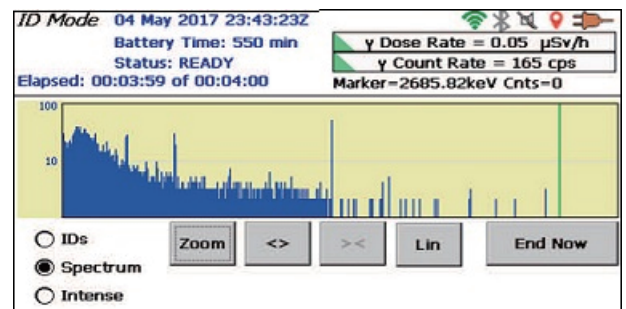 ID Mode 04 May 2017 23:43:23Z
Battery Time: 550 min
Status: READY
Elapsed: 00:03:59 of 00:04:00
γ Dose Rate = 0.05 µSv/h
γ Count Rate = 165 cps
Marker=2685.82keV Cnts=0
100
10
IDs
Spectrum
Intense
Zoom
<>
><
Lin
End Now